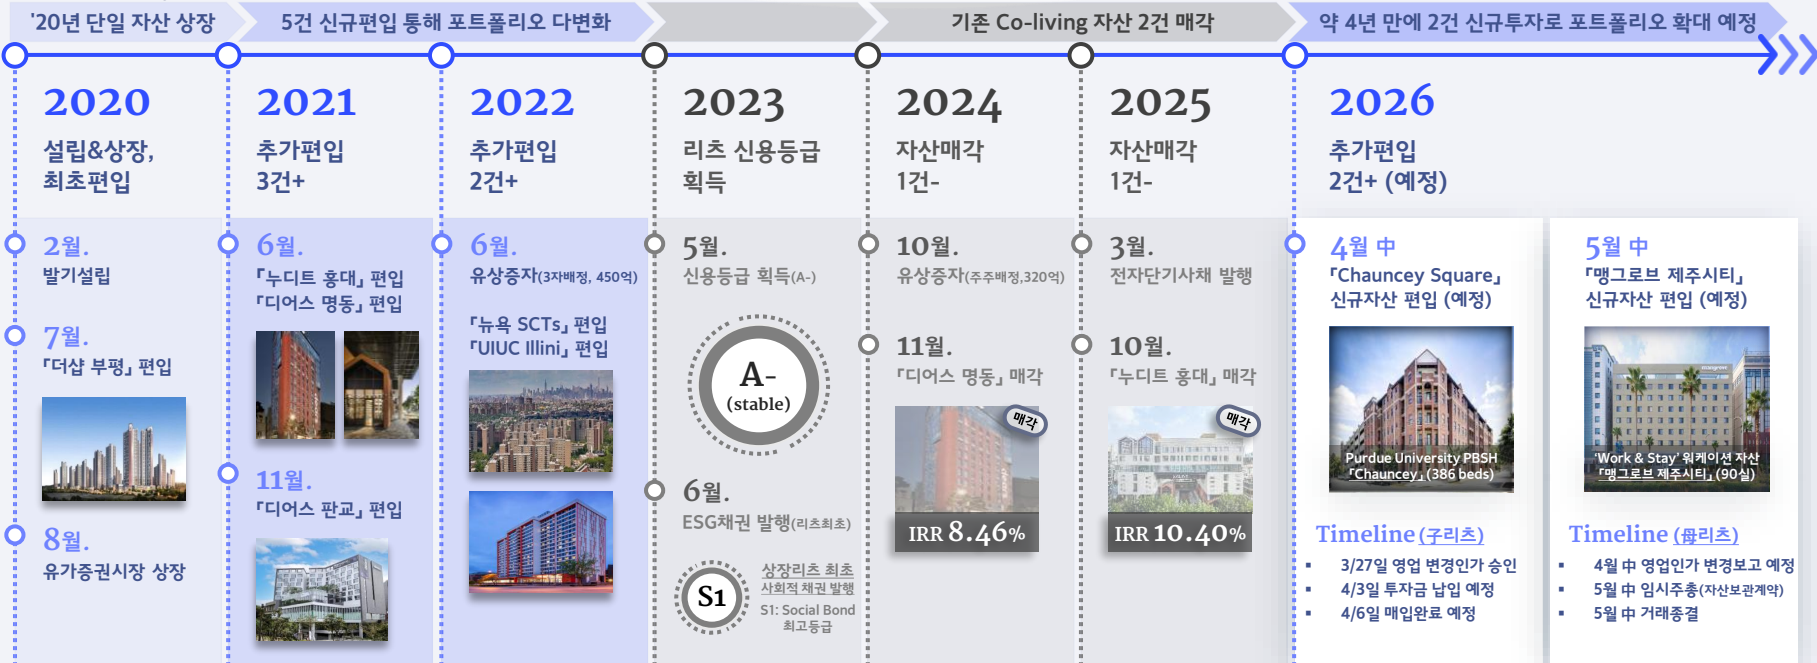 '20년 단일 자산 상장
5건 신규편입 통해 포트폴리오 다변화
기존 Co-living 자산 2건 매각
약 4년 만에 2건 신규투자로 포트폴리오 확대 예정
2020
설립&상장,
최초편입
2월.
발기설립
7월.
「더샵 부평」 편입
8월.
유가증권시장 상장
2021
추가편입
3건+
6월.
「누디트 홍대」 편입
「디어스 명동」 편입
11월.
「디어스 판교」 편입
2022
추가편입
2건+
6월.
유상증자(3자배정, 450억)
「뉴욕 SCTs」 편입
「UIUC Illini」 편입
2023
리츠 신용등급
획득
5월.
신용등급 획득(A-)
A-
(stable)
6월.
ESG채권 발행(리츠최초)
S1
상장리츠 최초
사회적 채권 발행
S1: Social Bond
최고등급
2024
자산매각
1건-
10월.
유상증자(주주배정,320억)
11월.
「디어스 명동」 매각
매각
IRR 8.46%
2025
자산매각
1건-
3월.
전자단기사채 발행
10월.
「누디트 홍대」 매각
매각
IRR 10.40%
2026
추가편입
2건+ (예정)
4월 中
「Chauncey Square」
신규자산 편입 (예정)
Purdue University PBSH
「Chauncey」 (386 beds)
Timeline (子리츠)
▪ 3/27일 영업 변경인가 승인
▪ 4/3일 투자금 납입 예정
▪ 4/6일 매입완료 예정
5월 中
「맹그로브 제주시티」
신규자산 편입 (예정)
mangrove
'Work & Stay' 워케이션 자산
「맹그로브 제주시티」 (90실)
Timeline (母리츠)
▪ 4월 中 영업인가 변경보고 예정
▪ 5월 中 임시주총(자산보관계약)
▪ 5월 中 거래종결